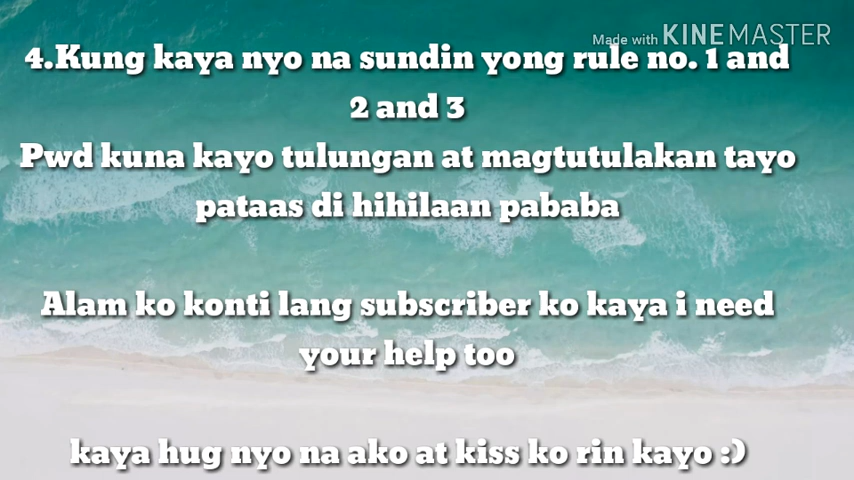 Made with KINEMASTER
4.Kung kaya nyo na sundin yong rule no. 1 and
2 and 3
Pwd kuna kayo tulungan at magtutulakan tayo
pataas di hihilaan pababa
Alam ko konti lang subscriber ko kaya i need
your help too
kaya hug nyo na ako at kiss ko rin kayo :)